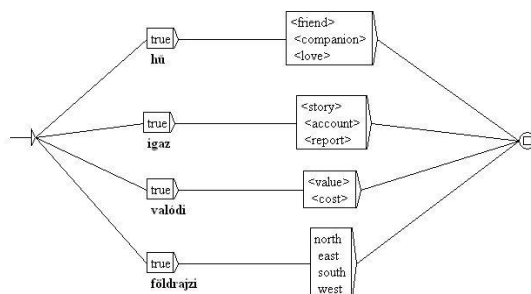 true
hű
<friend>
<companion>
<love>
true
igaz
<story>
<account>
<report>
true
valódi
<value>
<cost>
true
földrajzi
north
east
south
west